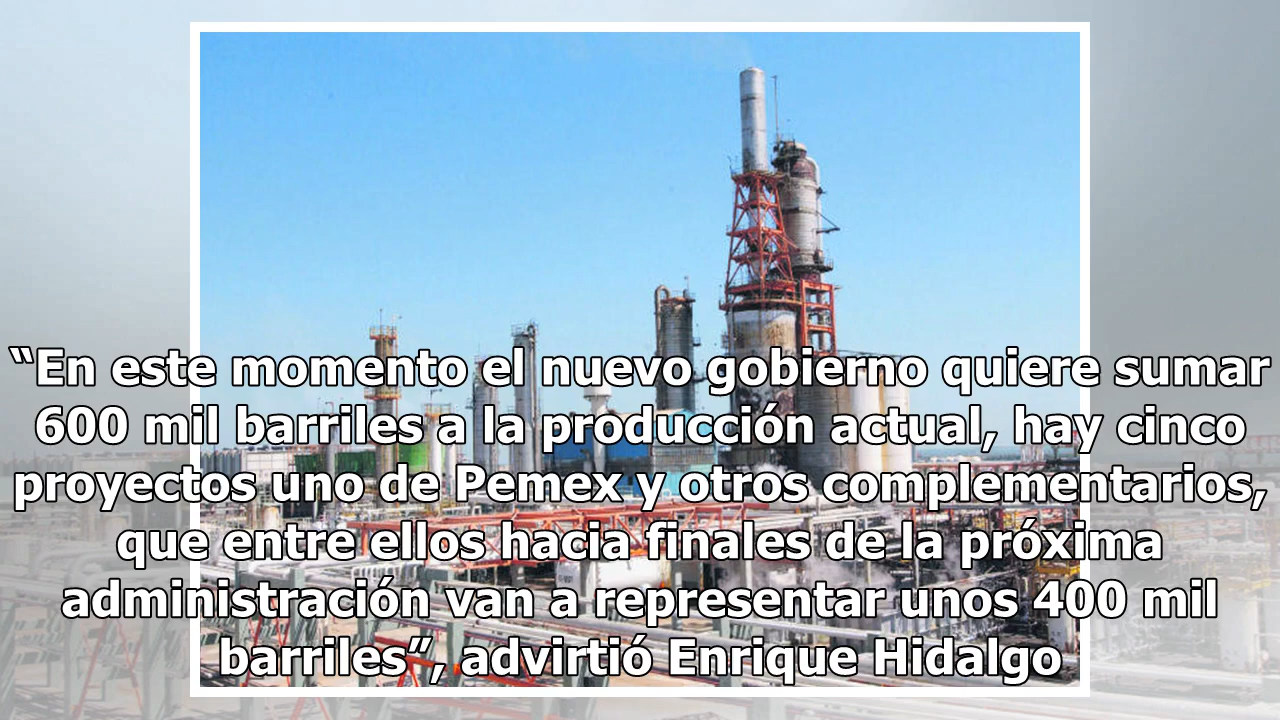 “En este momento el nuevo gobierno quiere sumar
600 mil barriles a la producción actual, hay cinco
proyectos uno de Pemex y otros complementarios,
que entre ellos hacia finales de la próxima
administración van a representar unos 400 mil
barriles”, advirtió Enrique Hidalgo